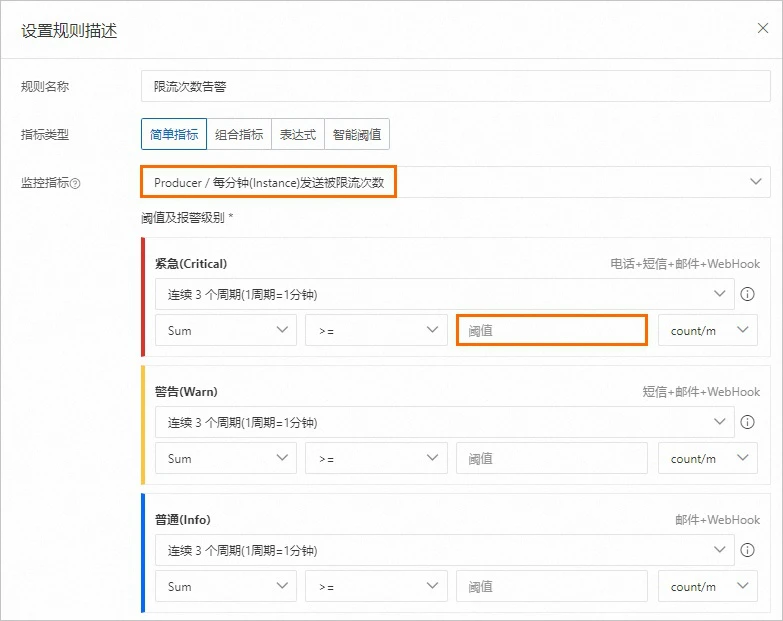 设置规则描述
规则名称
限流次数告警
指标类型
简单指标 组合指标 表达式 智能阈值
监控指标
Producer / 每分钟(Instance)发送被限流次数
阈值及报警级别 *
紧急(Critical) 电话+短信+邮件+WebHook
连续 3 个周期(1周期=1分钟)
Sum >= 阈值 count/m
警告(Warn) 短信+邮件+WebHook
连续 3 个周期(1周期=1分钟)
Sum >= 阈值 count/m
普通(Info) 邮件+WebHook
连续 3 个周期(1周期=1分钟)
Sum >= 阈值 count/m